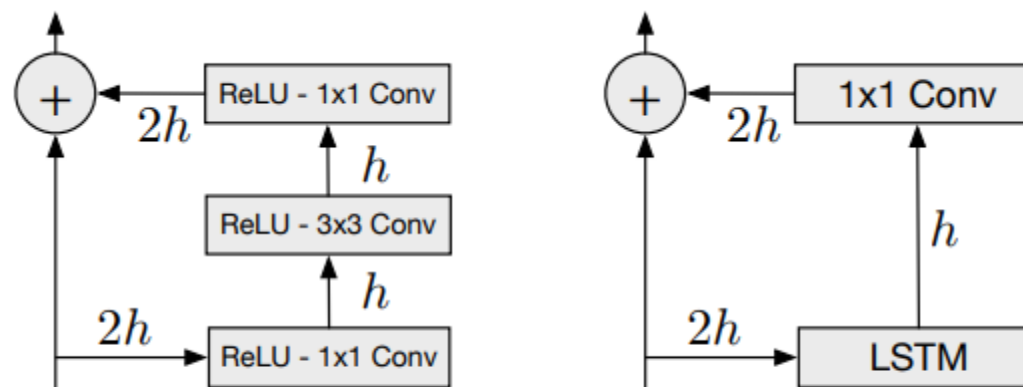 +
ReLU - 1x1 Conv
2h
h
ReLU - 3x3 Conv
h
2h
ReLU - 1x1 Conv
+
1x1 Conv
2h
h
2h
LSTM